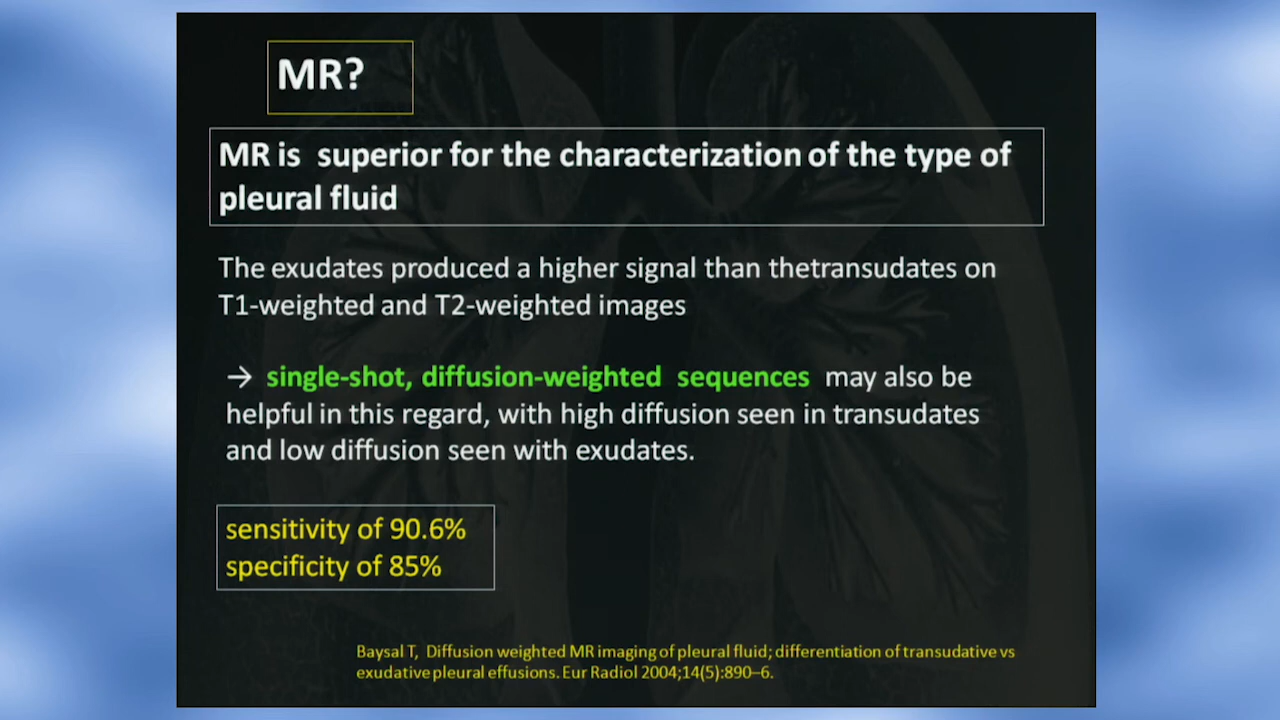 MR?
MR is superior for the characterization of the type of
pleural fluid
The exudates produced a higher signal than thetransudates on
T1-weighted and T2-weighted images
→ single-shot, diffusion-weighted sequences may also be
helpful in this regard, with high diffusion seen in transudates
and low diffusion seen with exudates.
sensitivity of 90.6%
specificity of 85%
Baysal T, Diffusion weighted MR imaging of pleural fluid; differentiation of transudative vs
exudative pleural effusions. Eur Radiol 2004;14(5):890–6.